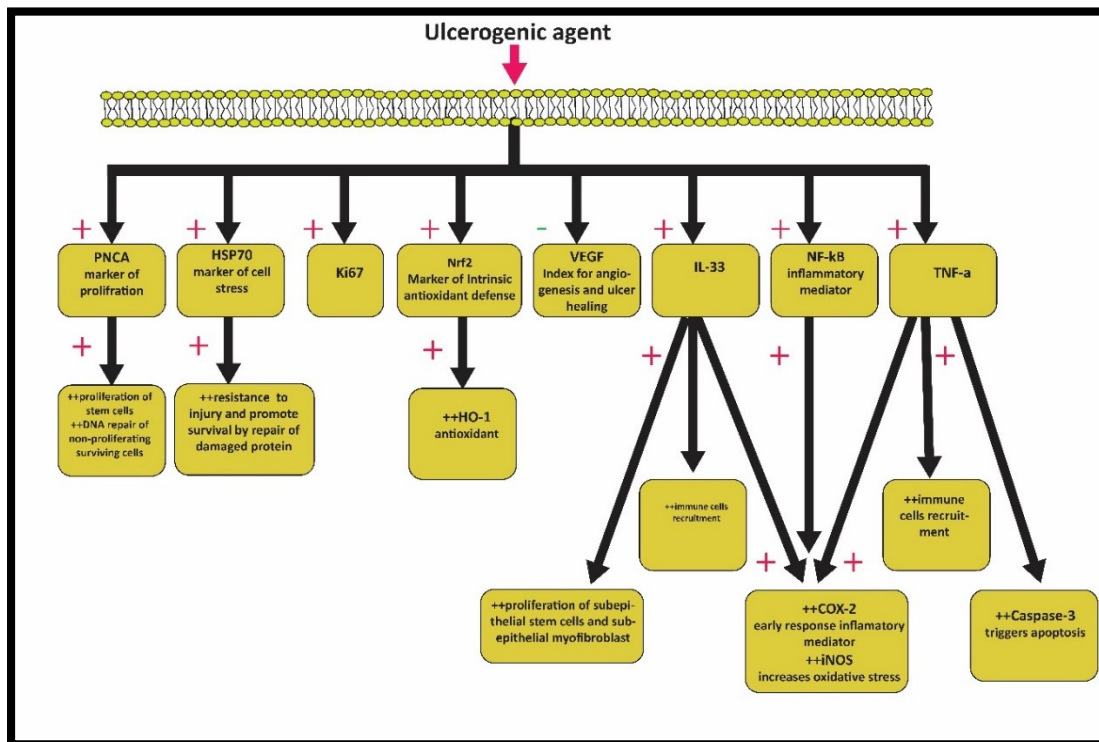 Ulcerogenic agent
+
+
+
+
-
+
+
+
PNCA
marker of
prolifration
HSP70
marker of cell
stress
Ki67
Nrf2
Marker of Intrinsic
antioxidant defense
VEGF
Index for angio-
genesis and ulcer
healing
IL-33
NF-kB
inflammatory
mediator
TNF-a
+
+
+
+
+
+
++proliferation of
stem cells
++DNA repair of
non-proliferating
surviving cells
++resistance to
injury and promote
survival by repair of
damaged protein
++HO-1
antioxidant
++immune cells
recruitment
++immune
cells recruit-
ment
+
+
++proliferation of subepi-
thelial stem cells and sub-
epithelial myofibroblast
++COX-2
early response inflamatory
mediator
++iNOS
increases oxidative stress
++Caspase-3
triggers apoptosis